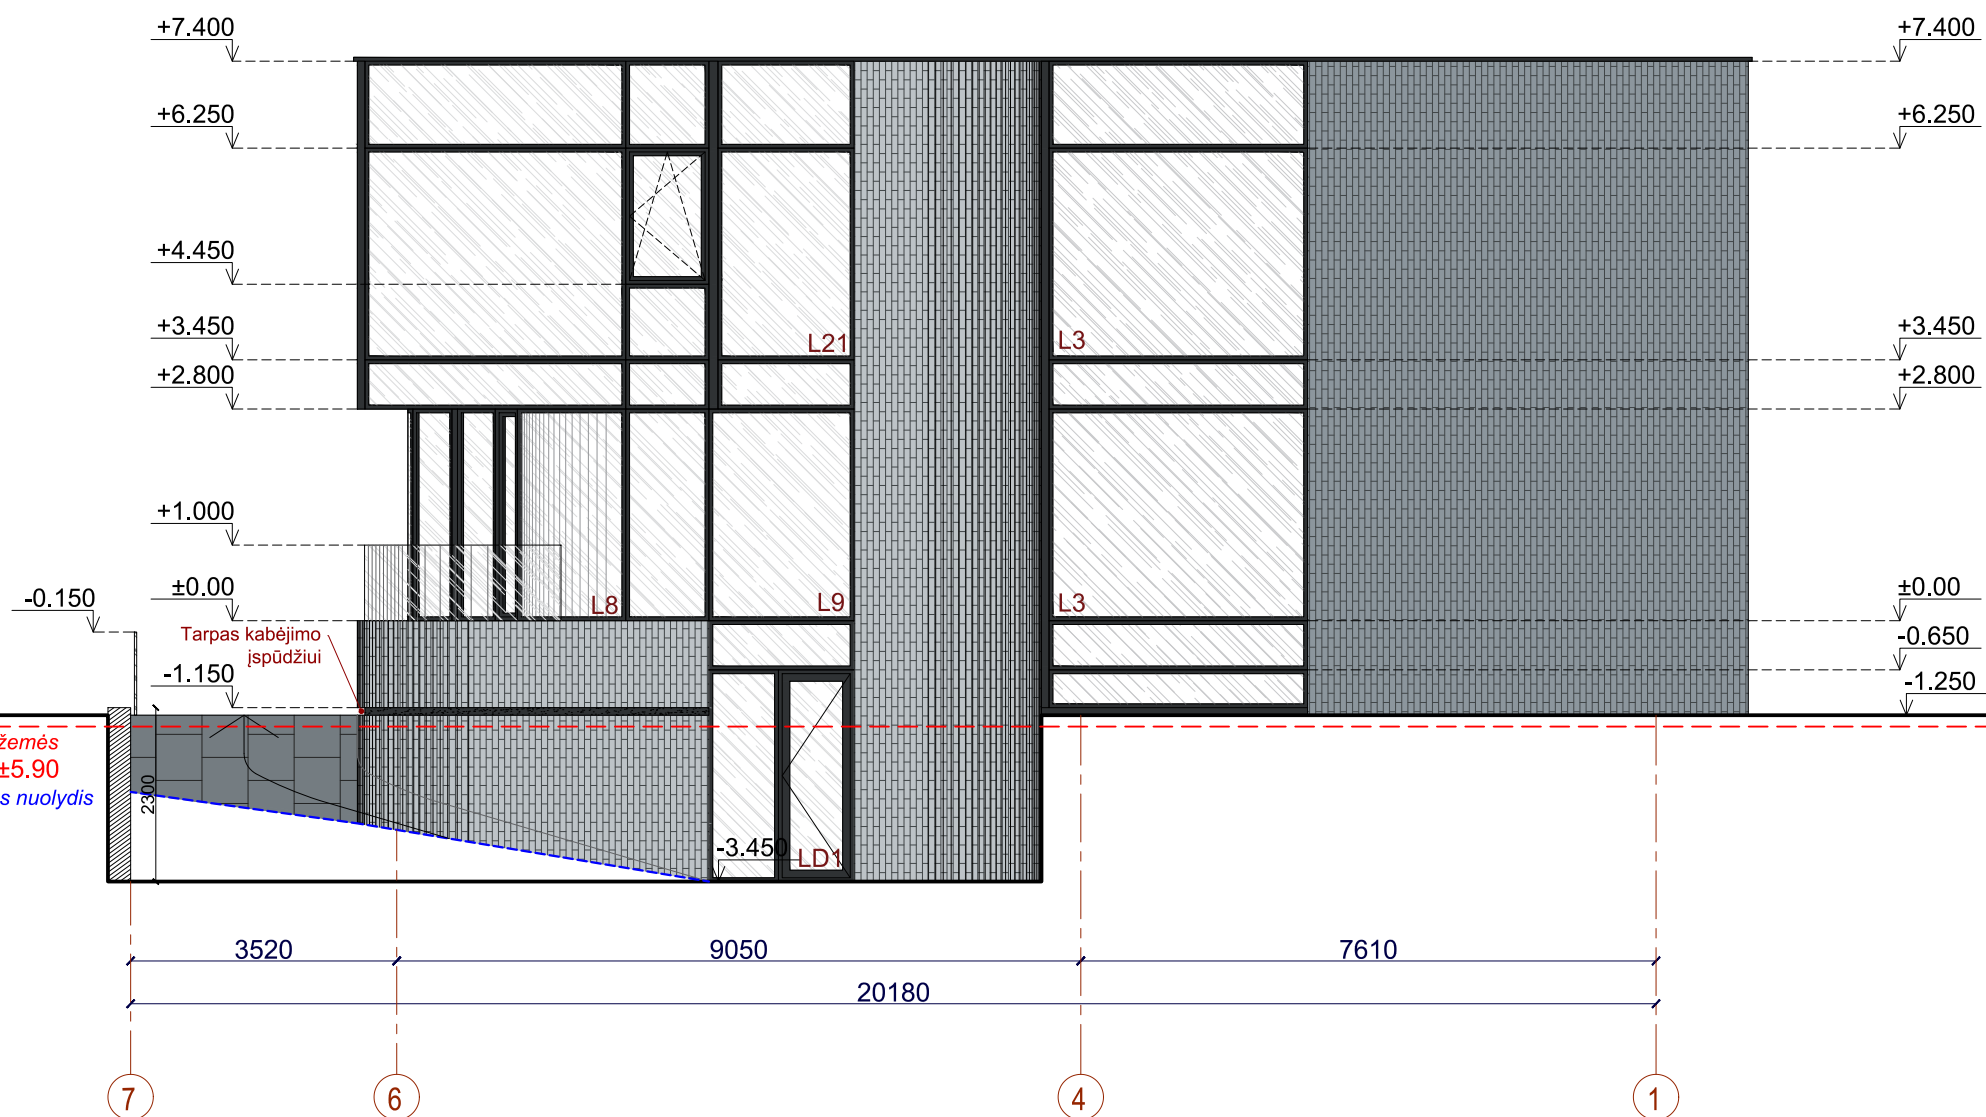 +7.400
+7.400
+6.250
+6.250
+4.450
+3.450
L21
L3
+3.450
+2.800
+2.800
+1.000
-0.150
±0.00
L8
L9
L3
±0.00
Tarpas kabėjimo
įspūdžiui
-0.650
-1.150
-1.250
žemės
±5.90
s nuolydis
2300
-3.450
LD1
3520
9050
7610
20180
7
6
4
1